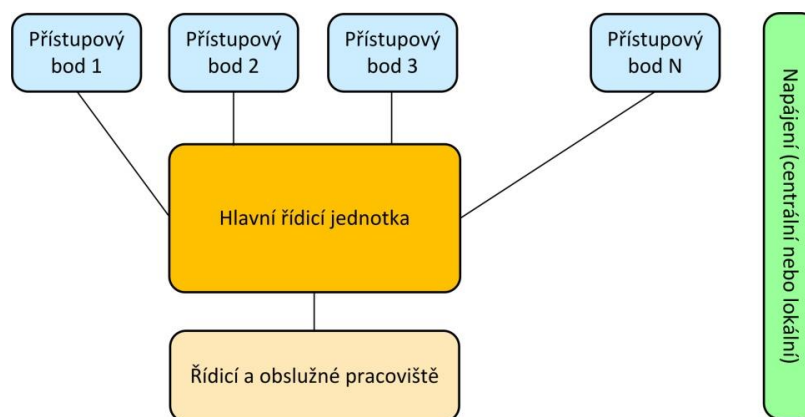 Přístupový
bod 1
Přístupový
bod 2
Přístupový
bod 3
Přístupový
bod N
Hlavní řídicí jednotka
Řídicí a obslužné pracoviště
Napájení (centrální nebo lokální)